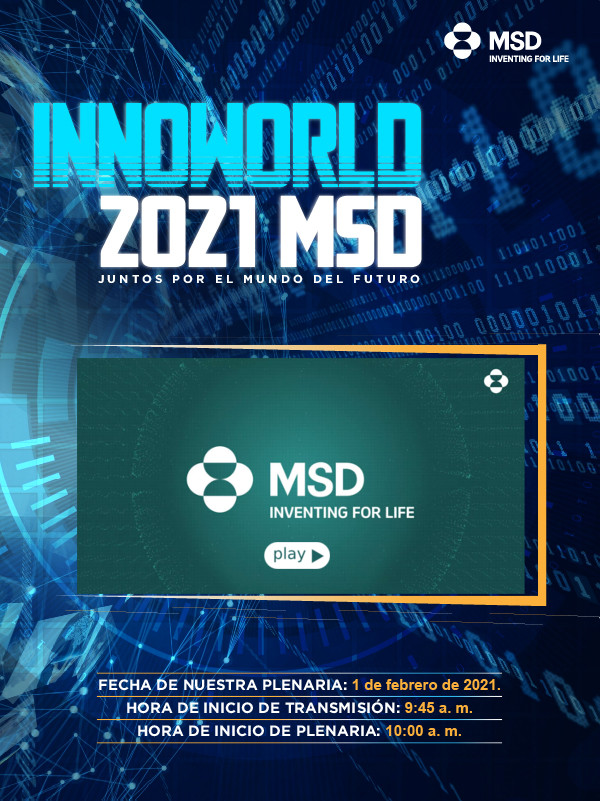 MSD
INVENTING FOR LIFE
INNOWORLD
2021 MSD
JUNTOS POR EL MUNDO DEL FUTURO
MSD
INVENTING FOR LIFE
play
FECHA DE NUESTRA PLENARIA: 1 de febrero de 2021.
HORA DE INICIO DE TRANSMISIÓN: 9:45 a. m.
HORA DE INICIO DE PLENARIA: 10:00 a. m.